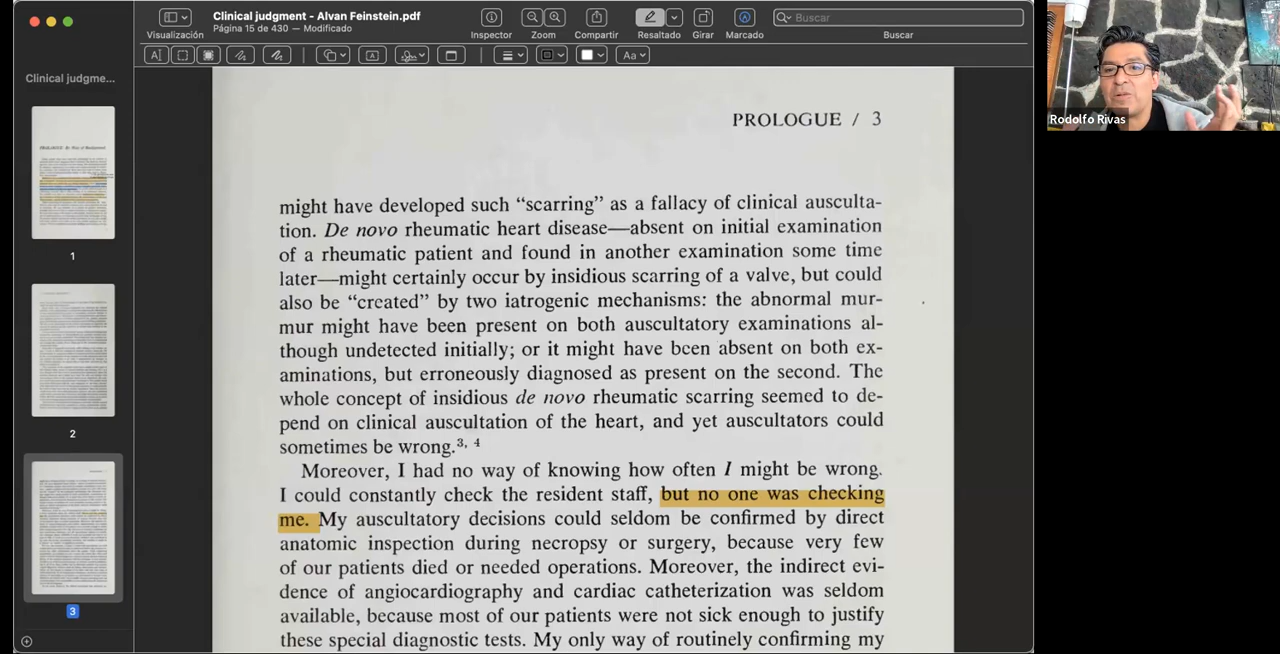 Clinical judgment - Alvan Feinstein.pdf
Página 15 de 430 — Modificado
Visualización
Inspector
Zoom
Compartir
Resaltado
Girar
Marcado
Buscar
Buscar
Aa
Clinical judgme...
1
2
3
PROLOGUE / 3
might have developed such “scarring” as a fallacy of clinical ausculta-
tion. De novo rheumatic heart disease—absent on initial examination
of a rheumatic patient and found in another examination some time
later—might certainly occur by insidious scarring of a valve, but could
also be “created” by two iatrogenic mechanisms: the abnormal mur-
mur might have been present on both auscultatory examinations al-
though undetected initially; or it might have been absent on both ex-
aminations, but erroneously diagnosed as present on the second. The
whole concept of insidious de novo rheumatic scarring seemed to de-
pend on clinical auscultation of the heart, and yet auscultators could
sometimes be wrong.3, 4
Moreover, I had no way of knowing how often I might be wrong.
I could constantly check the resident staff, but no one was checking
me. My auscultatory decisions could seldom be confirmed by direct
anatomic inspection during necropsy or surgery, because very few
of our patients died or needed operations. Moreover, the indirect evi-
dence of angiocardiography and cardiac catheterization was seldom
available, because most of our patients were not sick enough to justify
these special diagnostic tests. My only way of routinely confirming my
Rodolfo Rivas